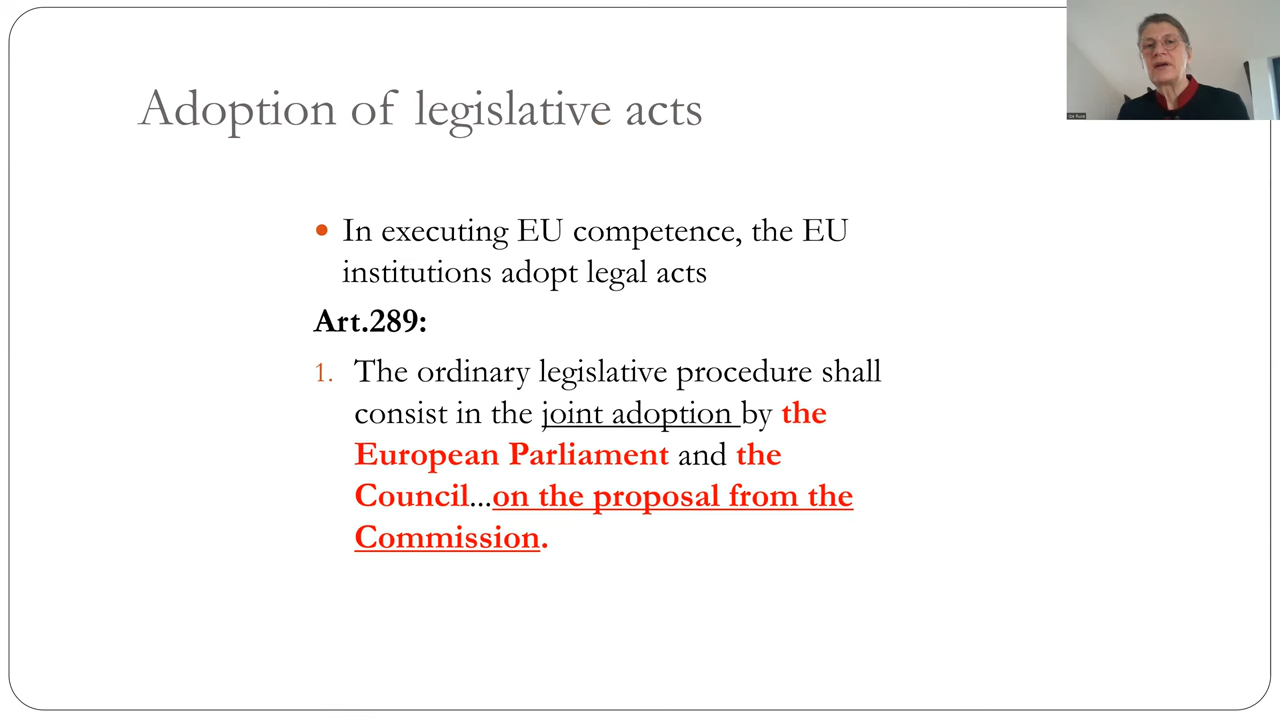 Adoption of legislative acts
• In executing EU competence, the EU
institutions adopt legal acts
Art.289:
1. The ordinary legislative procedure shall
consist in the joint adoption by the
European Parliament and the
Council...on the proposal from the
Commission.